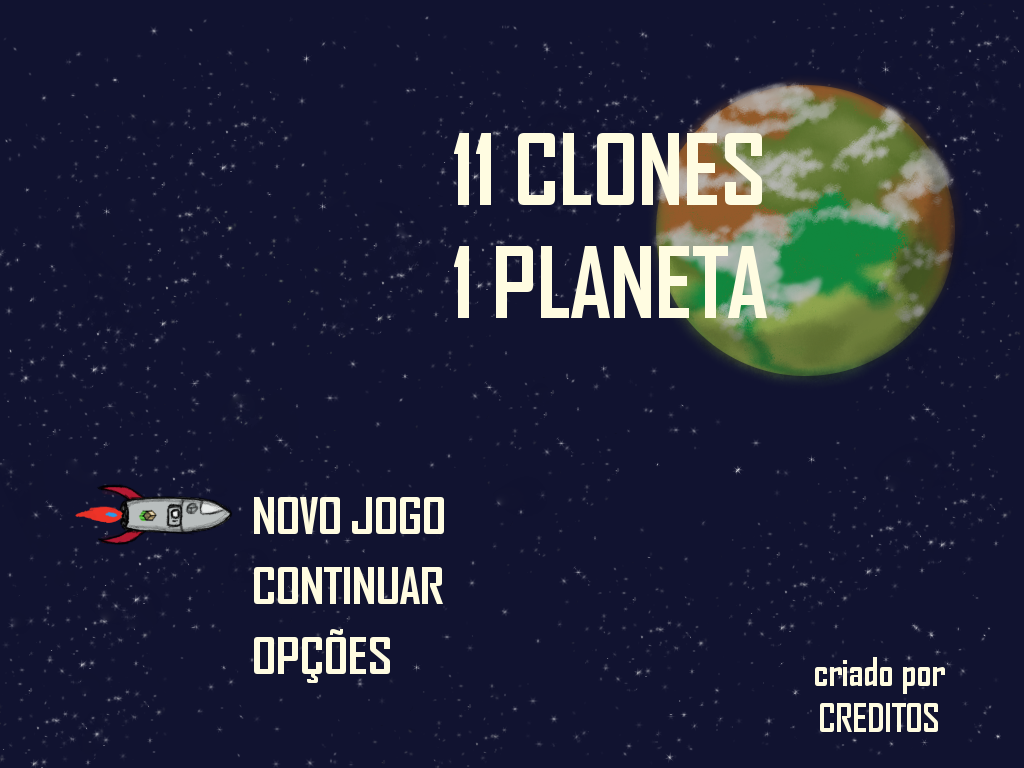 11 CLONES
1 PLANETA
NOVO JOGO
CONTINUAR
OPÇÕES
criado por
CREDITOS